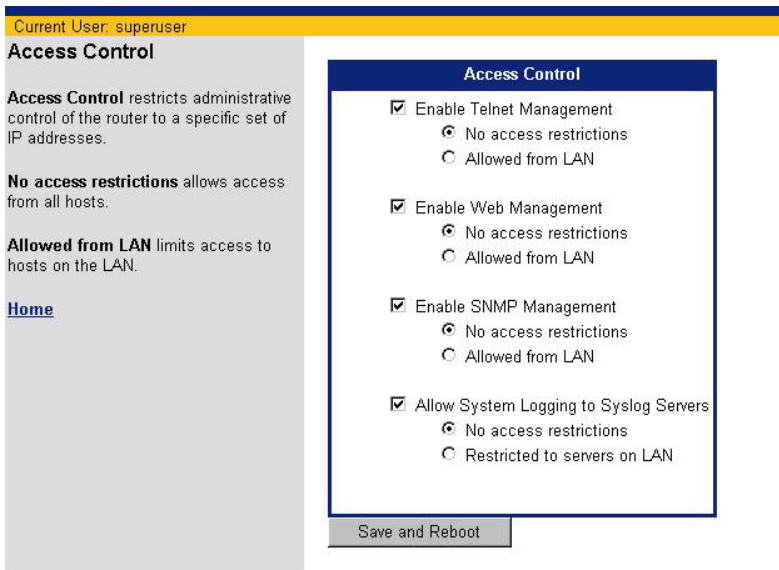 Current User: superuser
Access Control
Access Control restricts administrative
control of the router to a specific set of
IP addresses.
No access restrictions allows access
from all hosts.
Allowed from LAN limits access to
hosts on the LAN.
Home
Access Control
Enable Telnet Management
No access restrictions
Allowed from LAN
Enable Web Management
No access restrictions
Allowed from LAN
Enable SNMP Management
No access restrictions
Allowed from LAN
Allow System Logging to Syslog Servers
No access restrictions
Restricted to servers on LAN
Save and Reboot